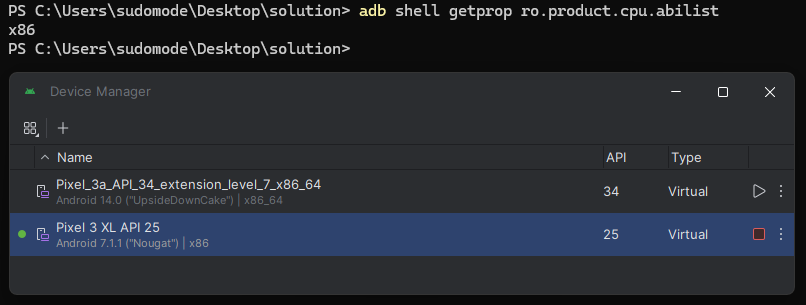 PS C:\Users\sudomode\Desktop\solution> adb shell getprop ro.product.cpu.abilist
x86
PS C:\Users\sudomode\Desktop\solution>
Device Manager
Name API Type
Pixel_3a_API_34_extension_level_7_x86_64 34 Virtual
Android 14.0 ("UpsideDownCake") | x86_64
Pixel 3 XL API 25 25 Virtual
Android 7.1.1 ("Nougat") | x86